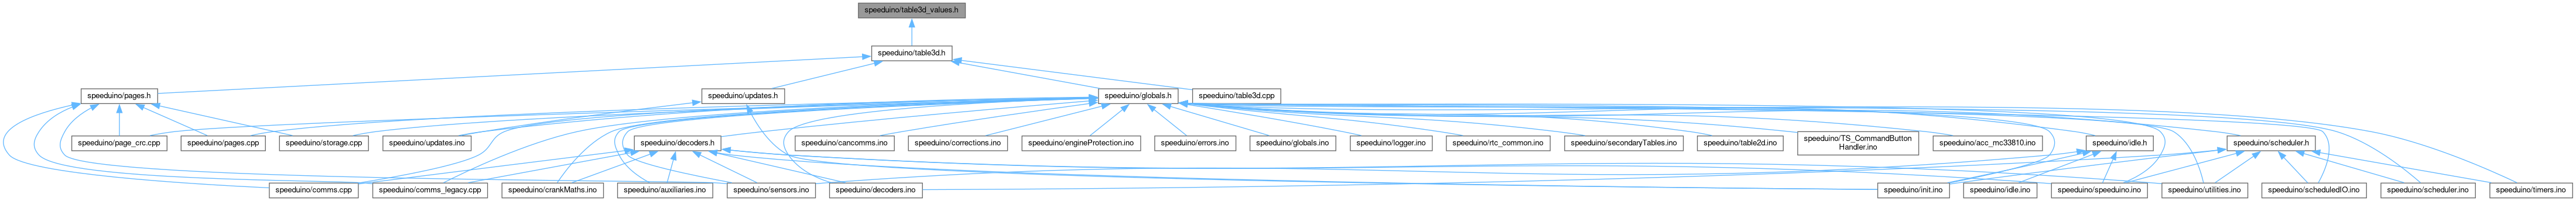 speeduino/table3d_values.h
speeduino/table3d.h
speeduino/pages.h
speeduino/updates.h
speeduino/globals.h
speeduino/table3d.cpp
speeduino/page_crc.cpp
speeduino/pages.cpp
speeduino/storage.cpp
speeduino/updates.ino
speeduino/decoders.h
speeduino/cancomms.ino
speeduino/corrections.ino
speeduino/engineProtection.ino
speeduino/errors.ino
speeduino/globals.ino
speeduino/logger.ino
speeduino/rtc_common.ino
speeduino/secondaryTables.ino
speeduino/table2d.ino
speeduino/TS_CommandButton
Handler.ino
speeduino/acc_mc33810.ino
speeduino/idle.h
speeduino/scheduler.h
speeduino/comms.cpp
speeduino/comms_legacy.cpp
speeduino/crankMaths.ino
speeduino/auxiliaries.ino
speeduino/sensors.ino
speeduino/decoders.ino
speeduino/init.ino
speeduino/idle.ino
speeduino/speeduino.ino
speeduino/utilities.ino
speeduino/scheduledIO.ino
speeduino/scheduler.ino
speeduino/timers.ino